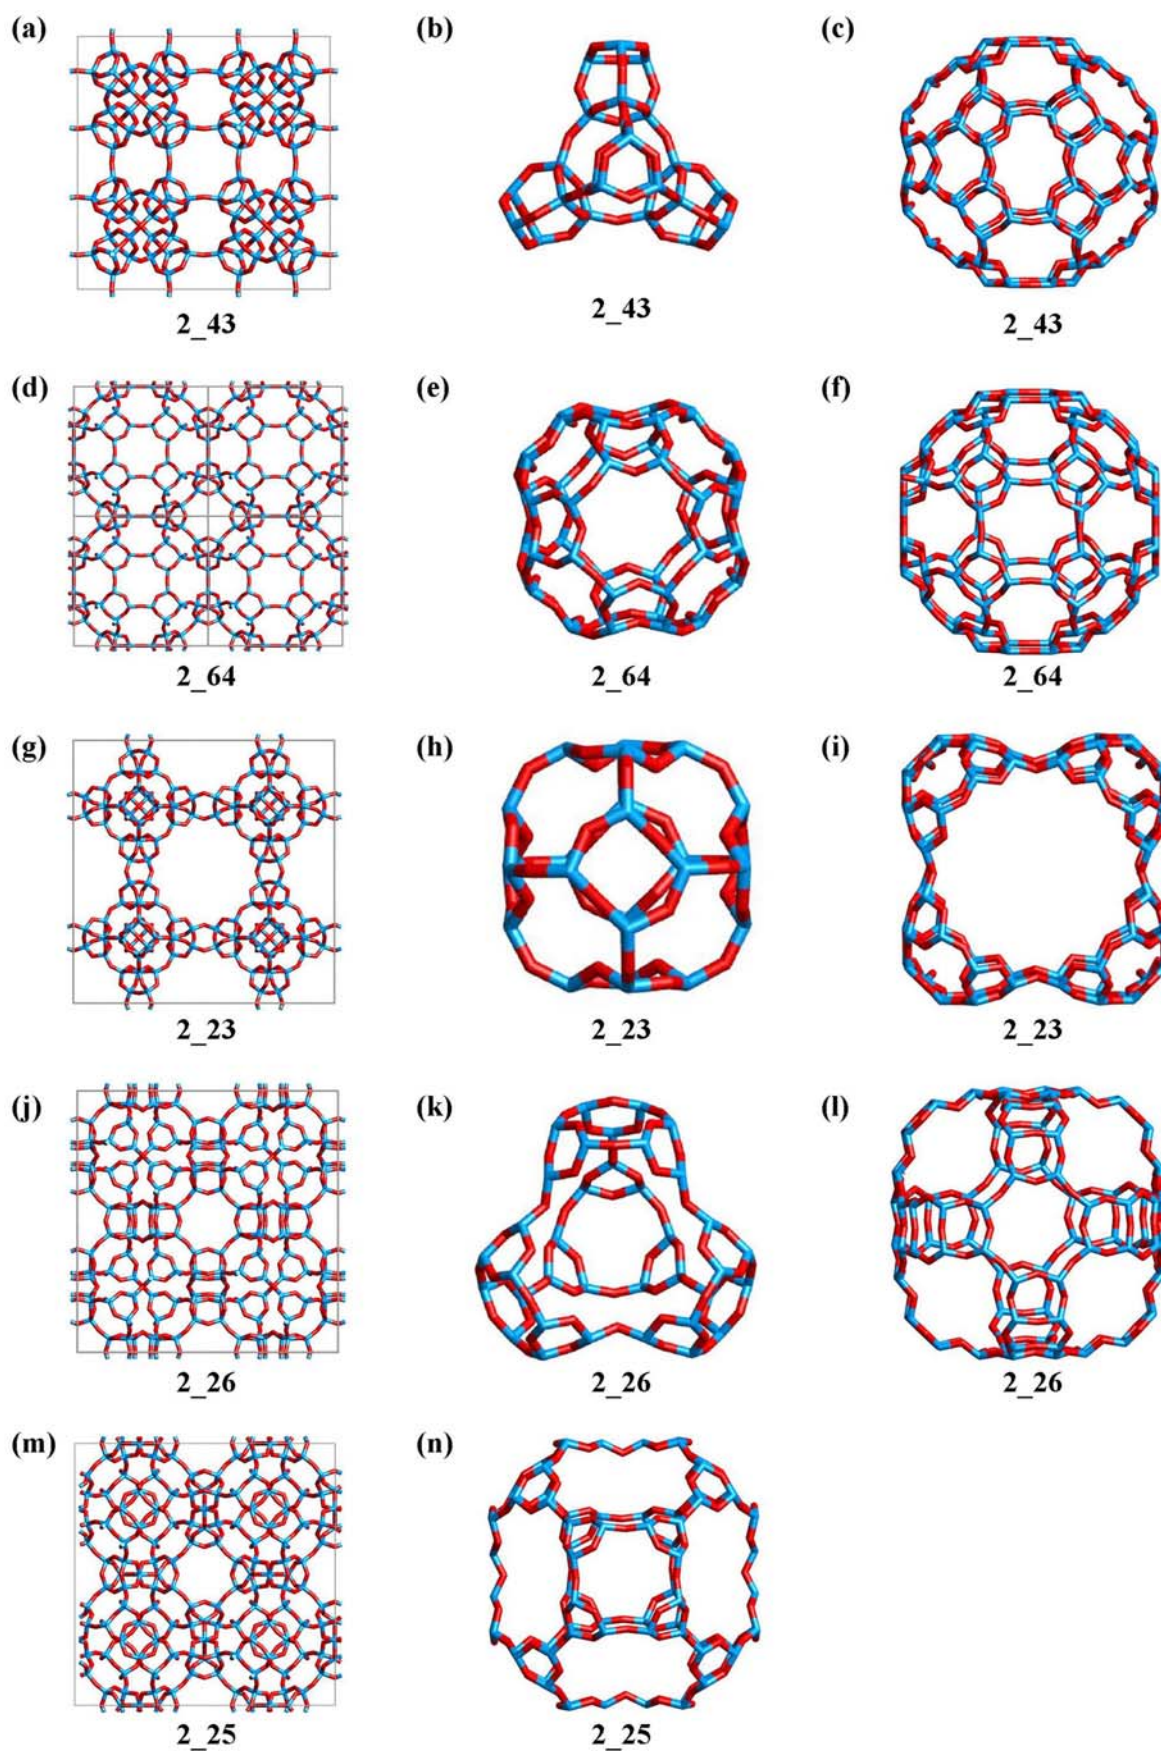 (a) (b) (c)
2_43 2_43 2_43
(d) (e) (f)
2_64 2_64 2_64
(g) (h) (i)
2_23 2_23 2_23
(j) (k) (l)
2_26 2_26 2_26
(m) (n)
2_25 2_25